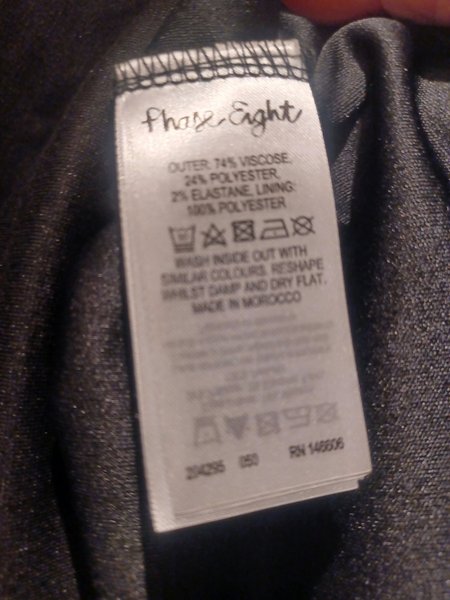 Phase Eight
OUTER: 74% VISCOSE,
24% POLYESTER,
2% ELASTANE, LINING:
100% POLYESTER
WASH INSIDE OUT WITH
SIMILAR COLOURS. RESHAPE
WHILST DAMP AND DRY FLAT.
MADE IN MOROCCO
204295 050 RN 146606